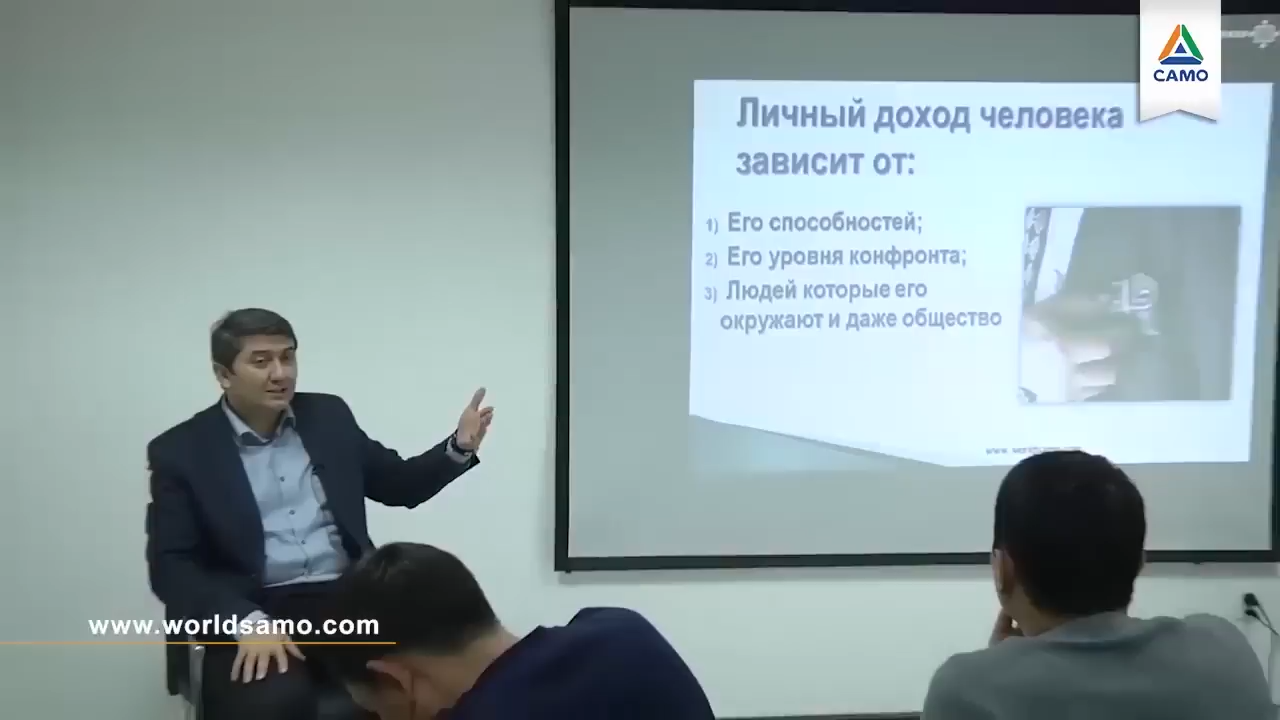 САМО
Личный доход человека
зависит от:
1) Его способностей;
2) Его уровня конфронта;
3) Людей которые его
окружают и даже общество
www.worldsamo.com